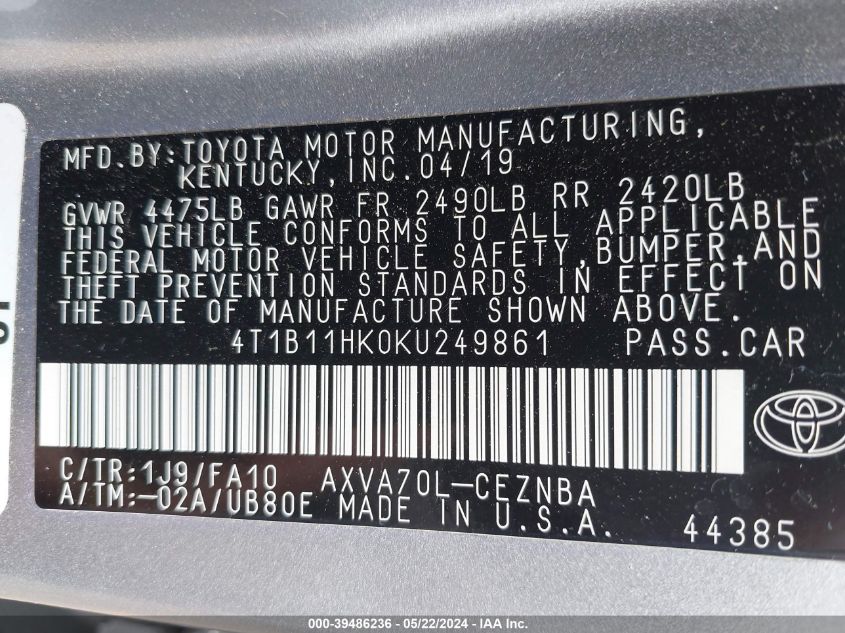 MFD.BY:TOYOTA MOTOR MANUFACTURING,
KENTUCKY,INC.04/19
GVWR 4475LB GAWR FR 2490LB RR 2420LB
THIS VEHICLE CONFORMS TO ALL APPLICABLE
FEDERAL MOTOR VEHICLE SAFETY,BUMPER,AND
THEFT PREVENTION STANDARDS IN EFFECT ON
THE DATE OF MANUFACTURE SHOWN ABOVE.
4T1B11HK0KU249861 PASS.CAR
C/TR:1J9/FA10 AXVA70L-CEZNBA
A/TM:-02A/UB80E MADE IN U.S.A. 44385
000-39486236 - 05/22/2024 - IAA Inc.